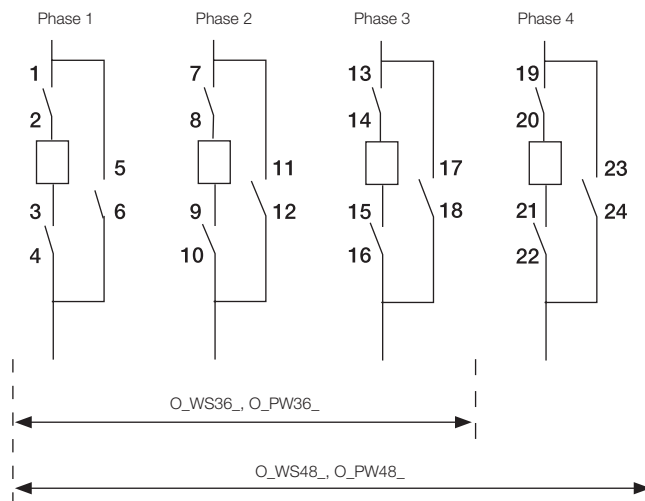 Phase 1 Phase 2 Phase 3 Phase 4
1 7 13 19
2 8 14 20
5 11 17 23
3 6 9 12 15 18 21 24
4 10 16 22
O_WS36_, O_PW36_
O_WS48_, O_PW48_